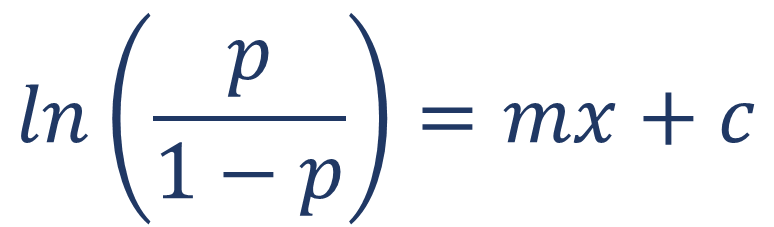 ln(p/(1 − p)) = mx + c